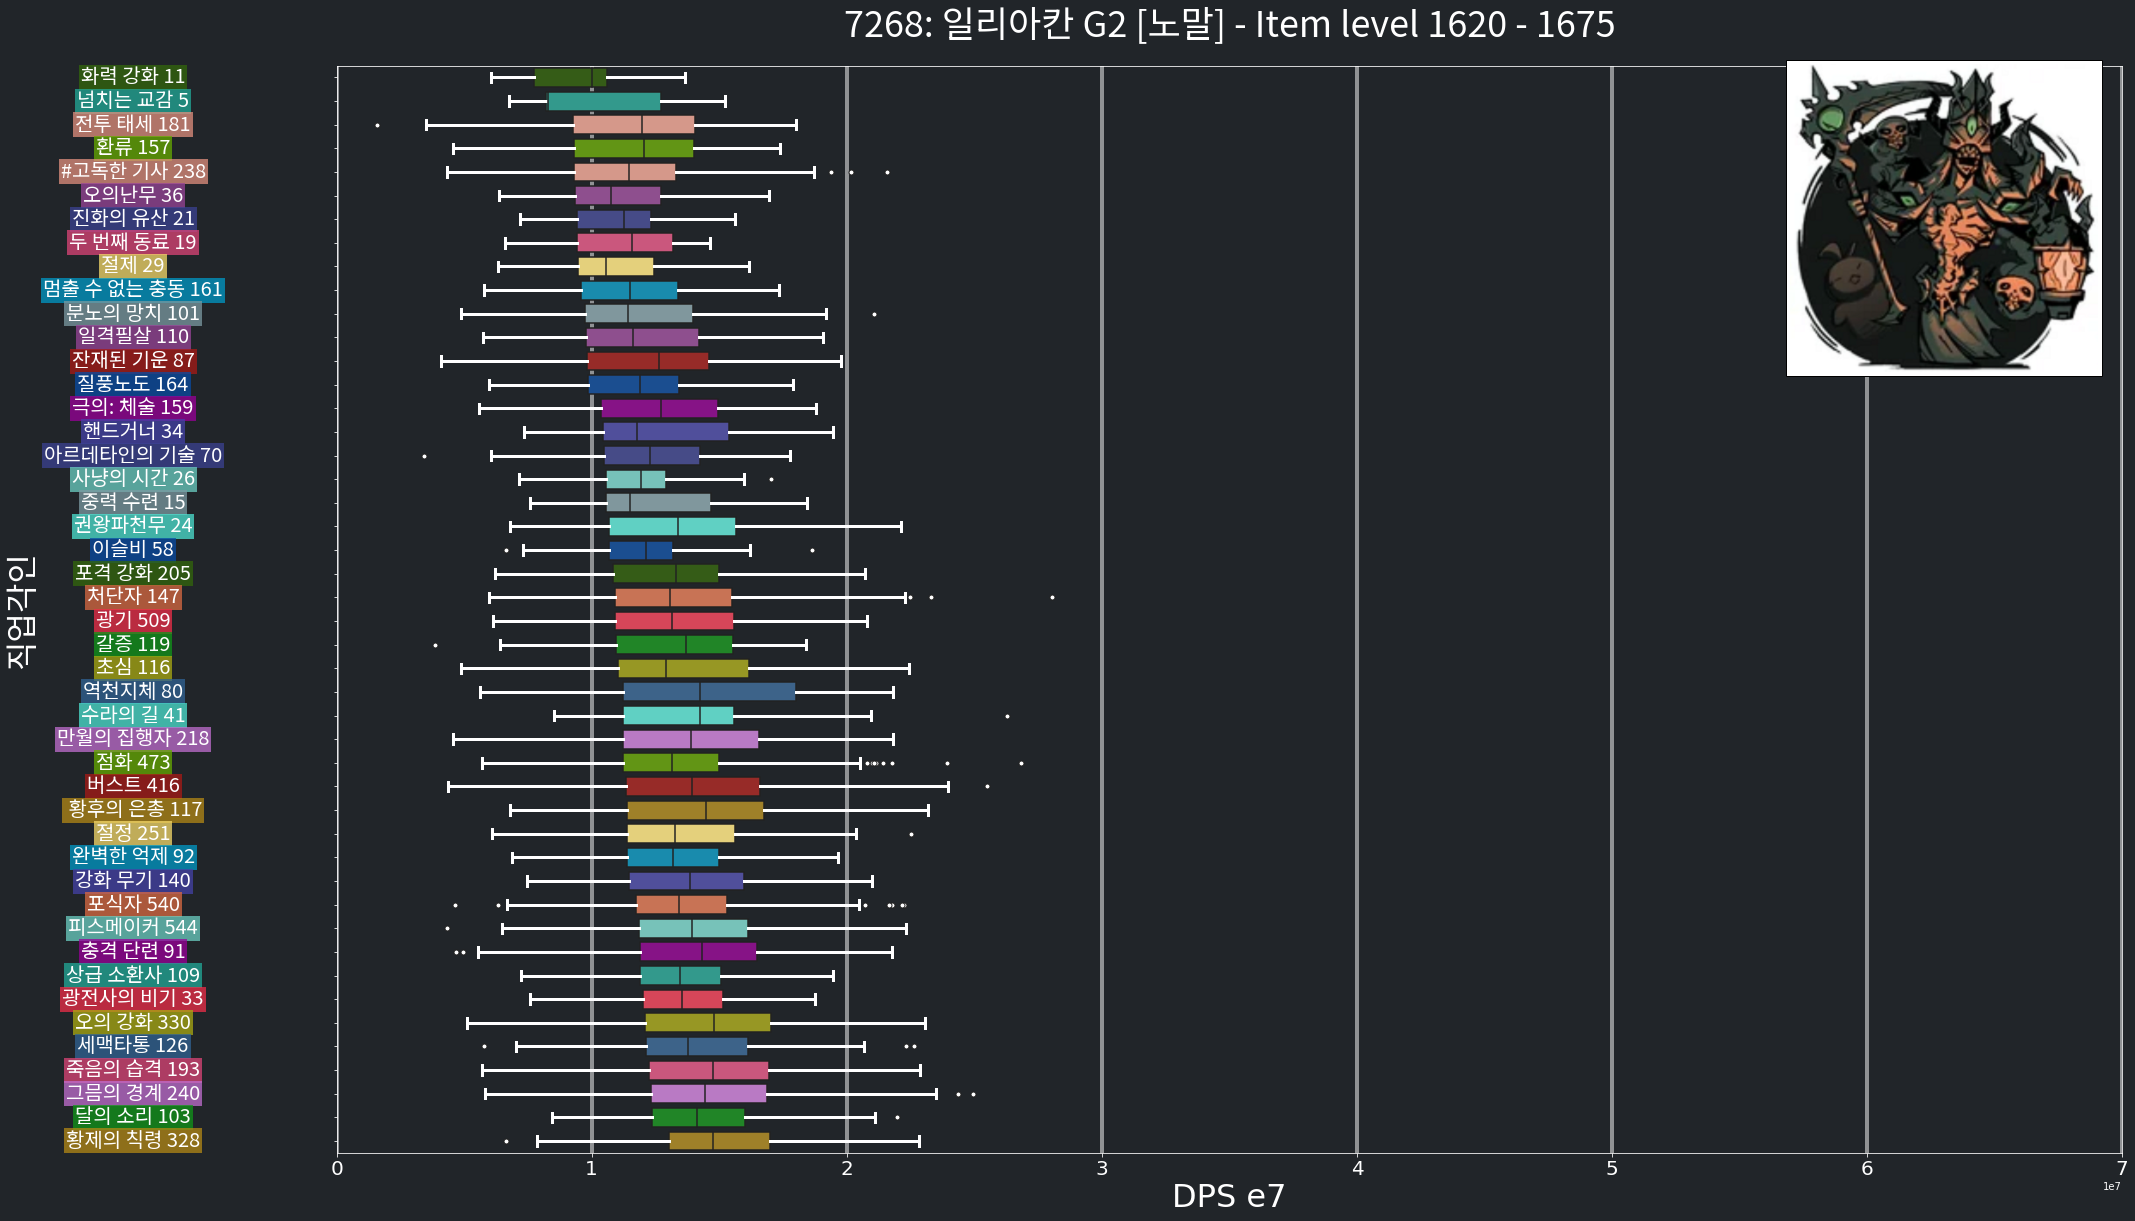 7268: 일리아칸 G2 [노말] - Item level 1620 - 1675
화력 강화 11
넘치는 교감 5
전투 태세 181
환류 157
#고독한 기사 238
오의난무 36
진화의 유산 21
두 번째 동료 19
절제 29
멈출 수 없는 충동 161
분노의 망치 101
일격필살 110
잔재된 기운 87
질풍노도 164
극의: 체술 159
핸드거너 34
아르데타인의 기술 70
사냥의 시간 26
중력 수련 15
권왕파천무 24
이슬비 58
포격 강화 205
처단자 147
광기 509
갈증 119
초심 116
역천지체 80
수라의 길 41
만월의 집행자 218
점화 473
버스트 416
황후의 은총 117
절정 251
완벽한 억제 92
강화 무기 140
포식자 540
피스메이커 544
충격 단련 91
상급 소환사 109
광전사의 비기 33
오의 강화 330
세맥타통 126
죽음의 습격 193
그믐의 경계 240
달의 소리 103
황제의 칙령 328
직업각인
0 1 2 3 4 5 6 7
1e7
DPS e7